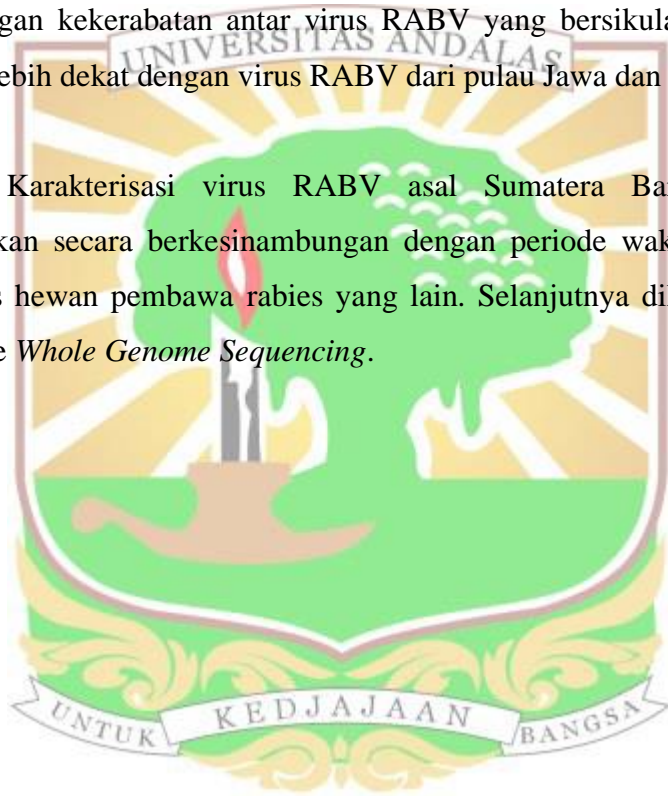 gan kekerabatan antar virus RABV yang bersikula
UNIVERSITAS ANDALAS
ebih dekat dengan virus RABV dari pulau Jawa dan
Karakterisasi virus RABV asal Sumatera Ba
kan secara berkesinambungan dengan periode wak
s hewan pembawa rabies yang lain. Selanjutnya di
e Whole Genome Sequencing.
UNTUK KEDJAJAAN BANGSA